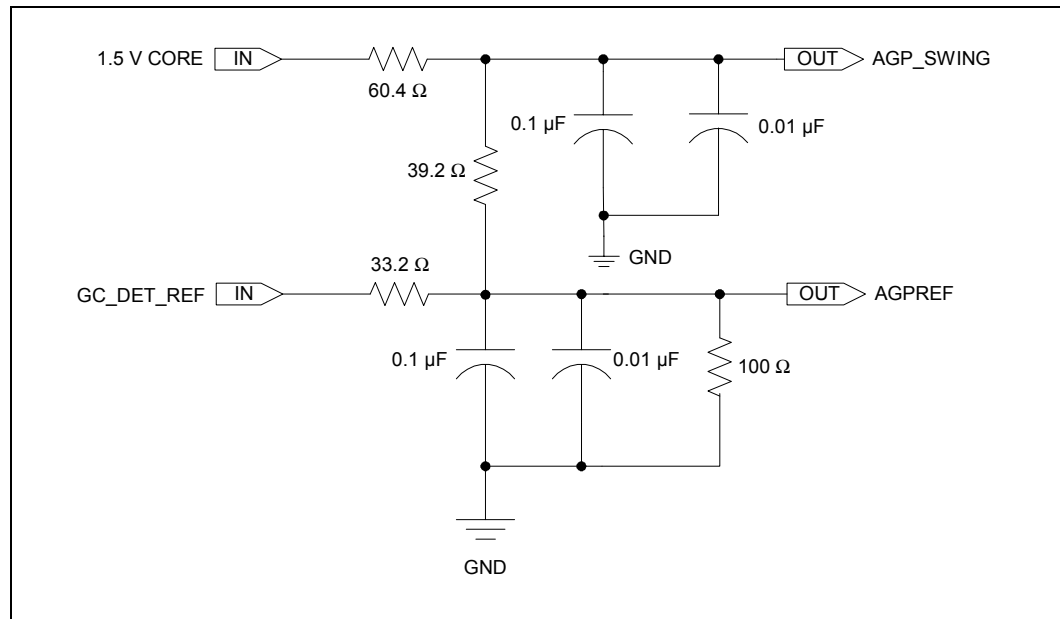 1.5 V CORE IN
60.4 Ω
OUT AGP_SWING
0.1 µF
0.01 µF
39.2 Ω
GND
GC_DET_REF IN
33.2 Ω
OUT AGPREF
0.1 µF
0.01 µF
100 Ω
GND